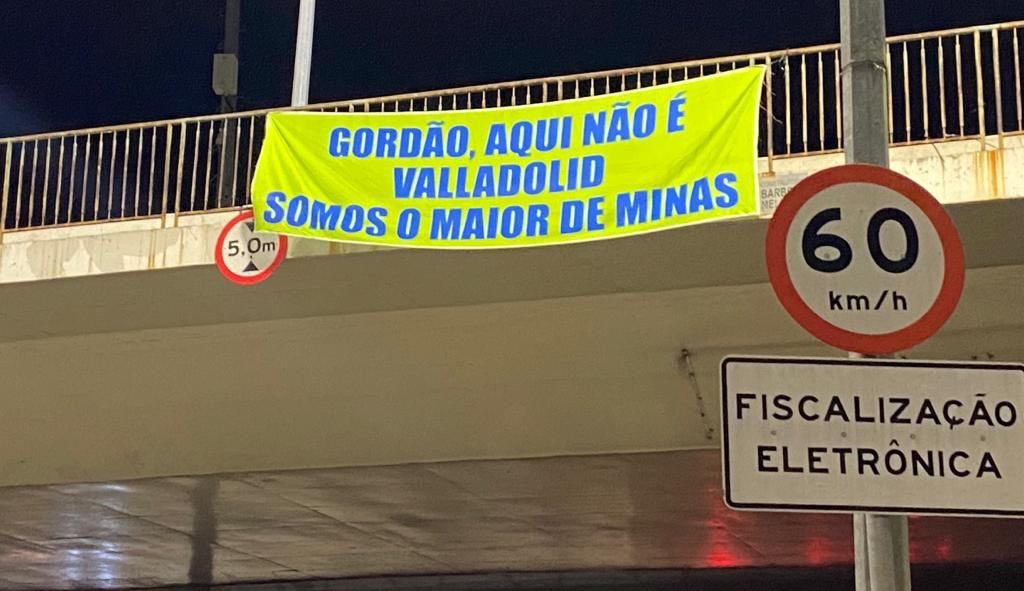 GORDÃO, AQUI NÃO É
VALLADOLID
SOMOS O MAIOR DE MINAS
5,0m
60
km/h
FISCALIZAÇÃO
ELETRÔNICA